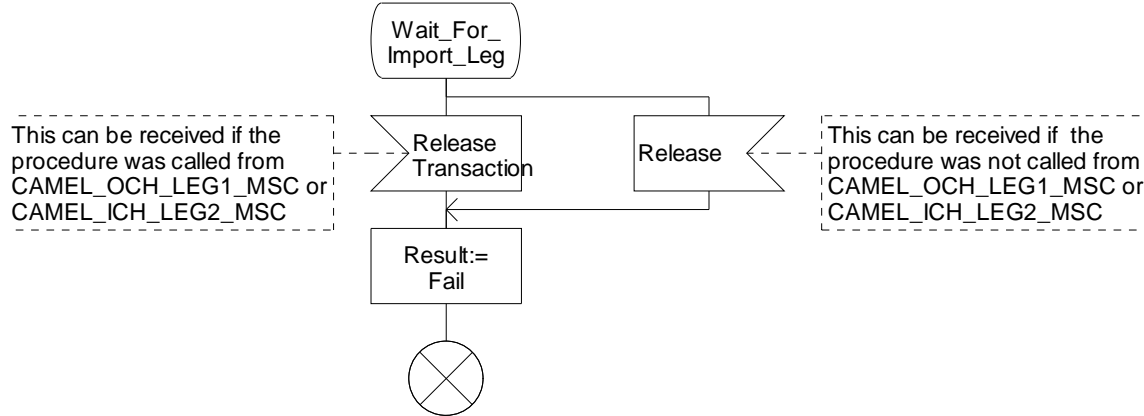 Wait_For_
Import_Leg
This can be received if the
procedure was called from
CAMEL_OCH_LEG1_MSC or
CAMEL_ICH_LEG2_MSC
Release
Transaction
Release
This can be received if  the
procedure was not called from
CAMEL_OCH_LEG1_MSC or
CAMEL_ICH_LEG2_MSC
Result:=
Fail